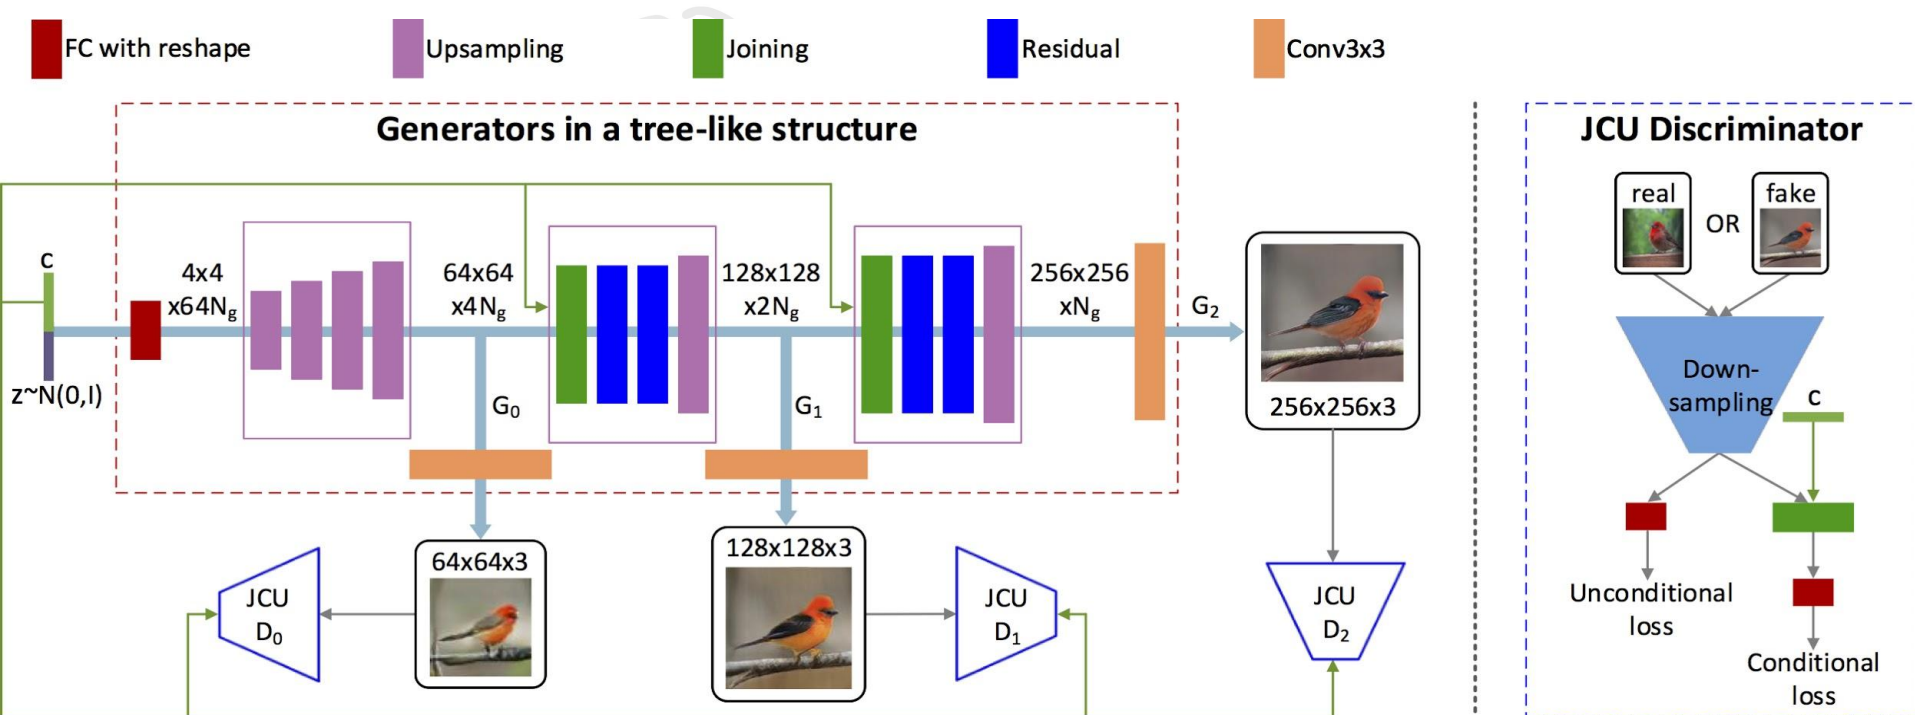 FC with reshape
Upsampling
Joining
Residual
Conv3x3
Generators in a tree-like structure
c
z~N(0,I)
4x4
x64Ng
64x64
x4Ng
128x128
x2Ng
256x256
xNg
G0
G1
G2
64x64x3
128x128x3
256x256x3
JCU
D0
JCU
D1
JCU
D2
JCU Discriminator
real
OR
fake
Down-
sampling
c
Unconditional
loss
Conditional
loss